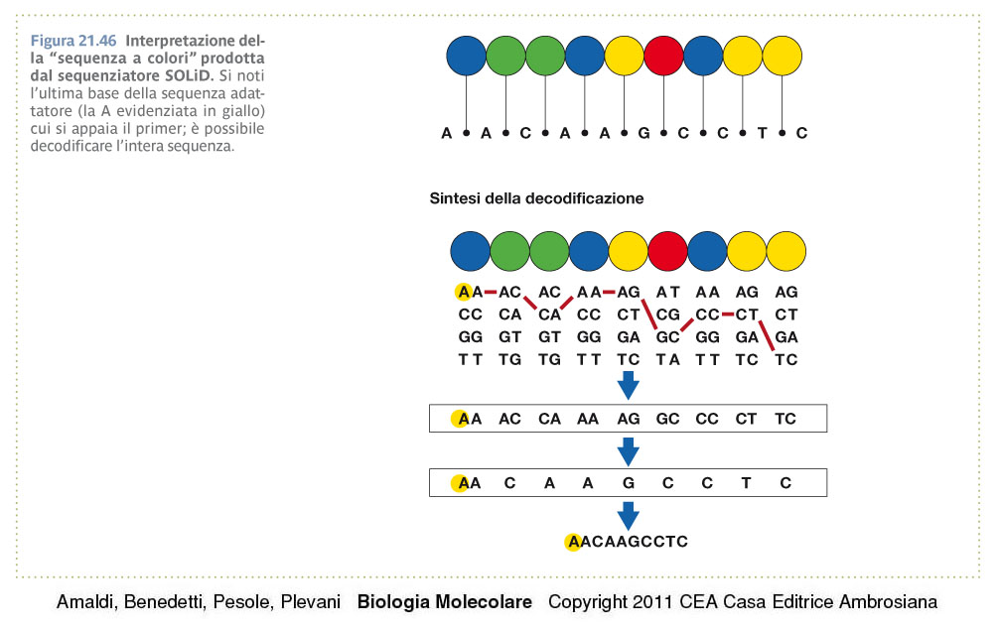 Figura 21.46 Interpretazione del-
la “sequenza a colori” prodotta
dal sequenziatore SOLiD. Si noti
l’ultima base della sequenza adat-
tatore (la A evidenziata in giallo)
cui si appaia il primer; è possibile
decodificare l’intera sequenza.
A A C A A G C C T C
Sintesi della decodificazione
AA AC AC AA AG AT AA AG AG
CC CA CA CC CT CG CC CT CT
GG GT GT GG GA GC GG GA GA
TT TG TG TT TC TA TT TC TC
AA AC CA AA AG GC CC CT TC
AA C A A G C C T C
AACAAGCCTC
Amaldi, Benedetti, Pesole, Plevani Biologia Molecolare Copyright 2011 CEA Casa Editrice Ambrosiana